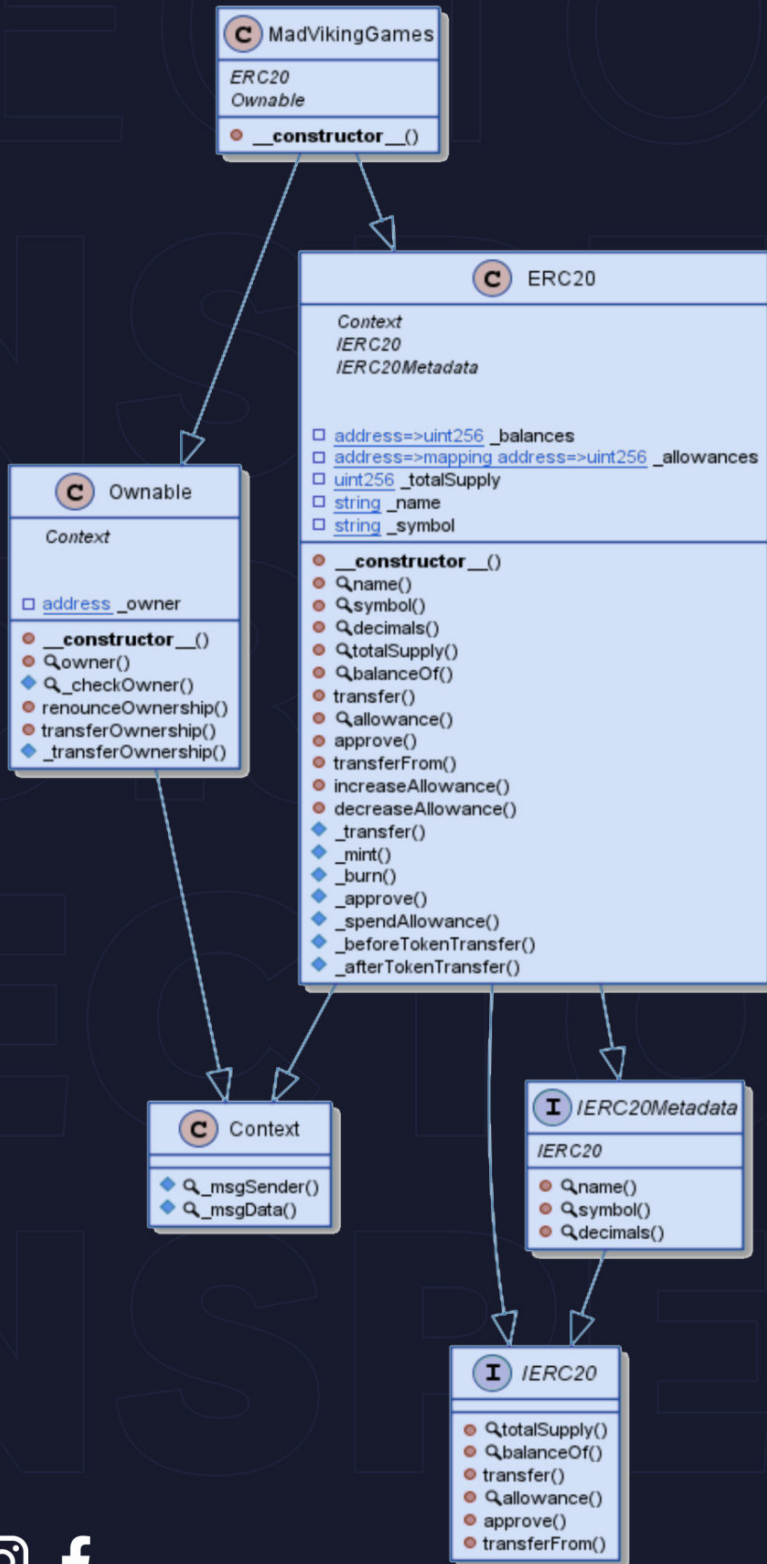 C MadVikingGames
ERC20
Ownable
__constructor__()
C ERC20
Context
IERC20
IERC20Metadata
address=>uint256 _balances
address=>mapping address=>uint256 _allowances
uint256 _totalSupply
string _name
string _symbol
__constructor__()
name()
symbol()
decimals()
totalSupply()
balanceOf()
transfer()
allowance()
approve()
transferFrom()
increaseAllowance()
decreaseAllowance()
_transfer()
_mint()
_burn()
_approve()
_spendAllowance()
_beforeTokenTransfer()
_afterTokenTransfer()
C Ownable
Context
address _owner
__constructor__()
owner()
_checkOwner()
renounceOwnership()
transferOwnership()
_transferOwnership()
C Context
_msgSender()
_msgData()
I IERC20Metadata
IERC20
name()
symbol()
decimals()
I IERC20
totalSupply()
balanceOf()
transfer()
allowance()
approve()
transferFrom()